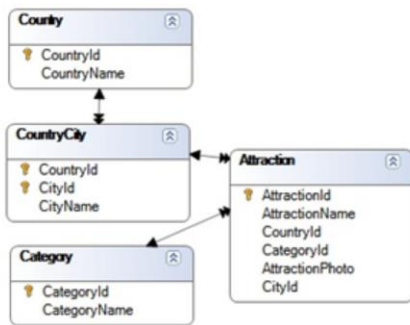 Country
CountryId
CountryName
CountryCity
CountryId
CityId
CityName
Category
CategoryId
CategoryName
Attraction
AttractionId
AttractionName
CountryId
CategoryId
AttractionPhoto
CityId